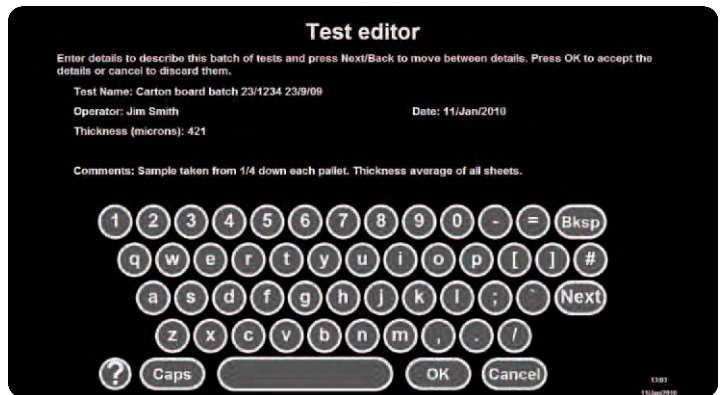 Test editor
Enter details to describe this batch of tests and press Next/Back to move between details. Press OK to accept the
details or cancel to discard them.
Test Name: Carton board batch 23/1234 23/9/09
Operator: Jim Smith Date: 11/Jan/2010
Thickness (microns): 421
Comments: Sample taken from 1/4 down each pallet. Thickness average of all sheets.
1 2 3 4 5 6 7 8 9 0 - = Bksp
q w e r t y u i o p [ ] #
a s d f g h j k l ; ` Next
z x c v b n m , . /
? Caps OK Cancel
11/Jan/2010